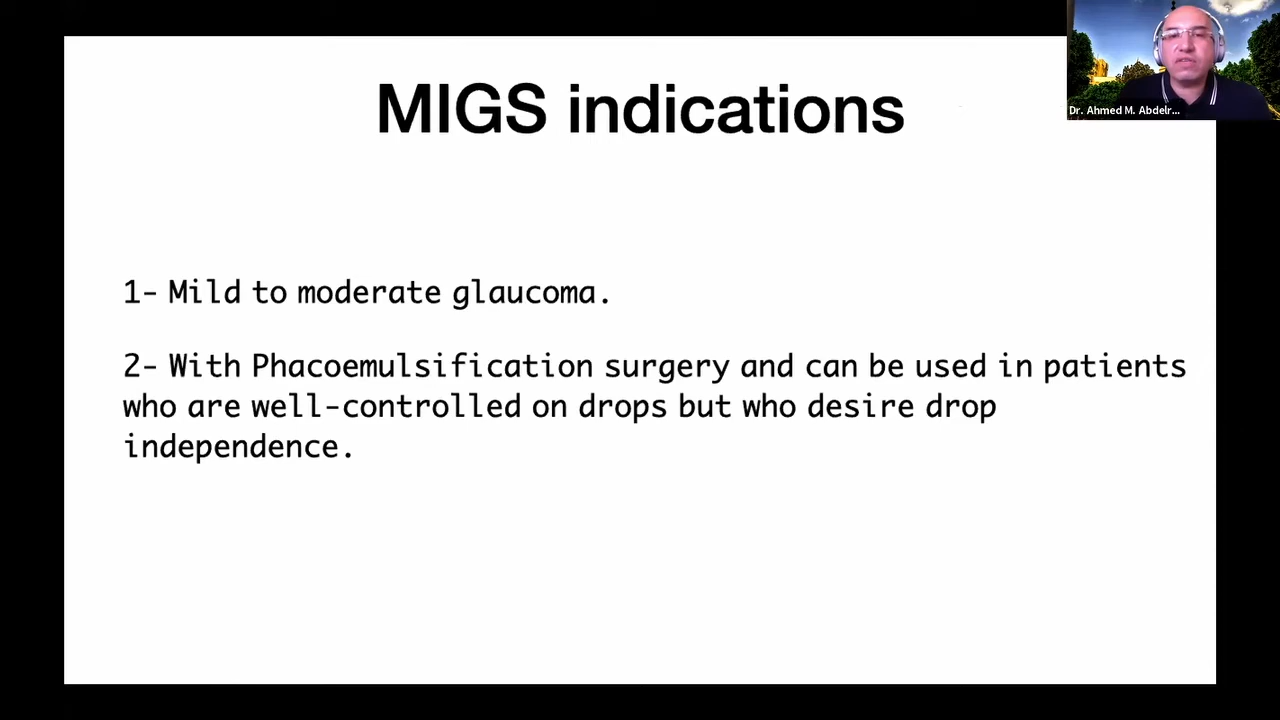 MIGS indications
Dr. Ahmed M. Abdelr...
1- Mild to moderate glaucoma.
2- With Phacoemulsification surgery and can be used in patients
who are well-controlled on drops but who desire drop
independence.